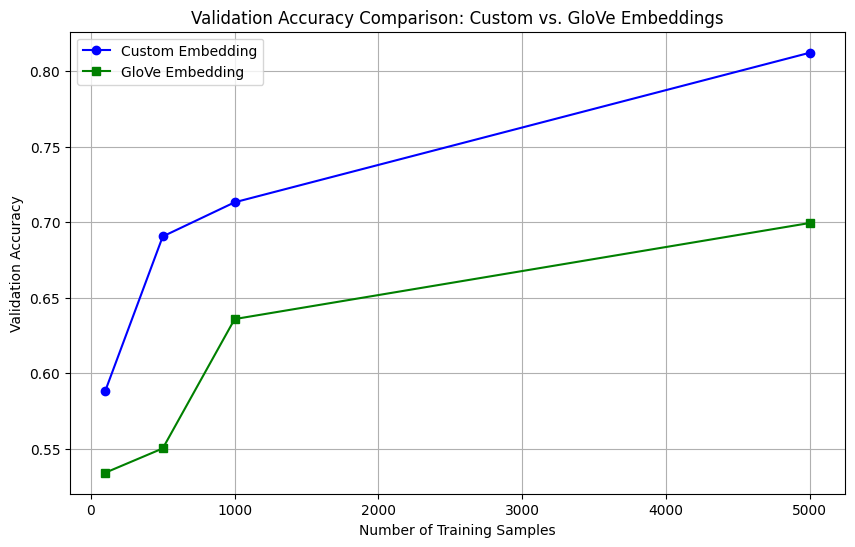 Validation Accuracy Comparison: Custom vs. GloVe Embeddings
Custom Embedding
GloVe Embedding
Validation Accuracy
0.80
0.75
0.70
0.65
0.60
0.55
0
1000
2000
3000
4000
5000
Number of Training Samples